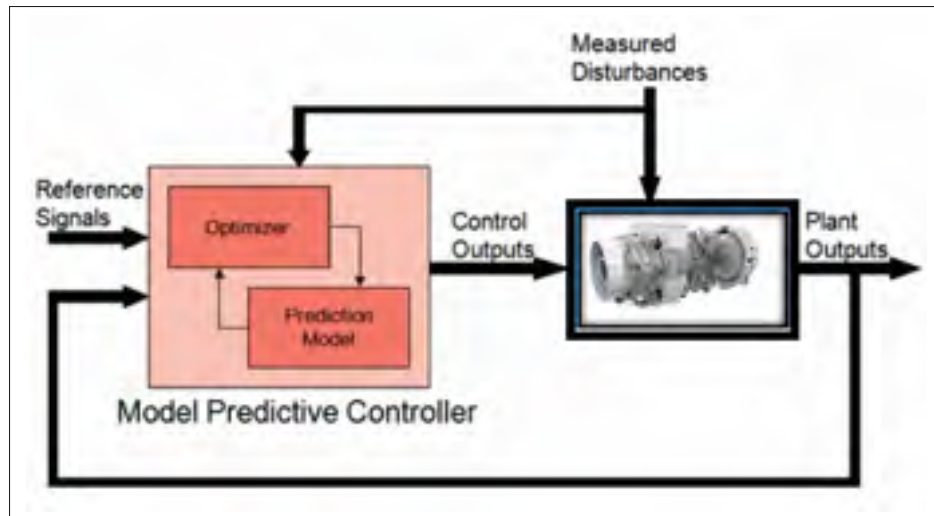 Measured
Disturbances
Reference
Signals
Optimizer
Prediction
Model
Control
Outputs
Plant
Outputs
Model Predictive Controller